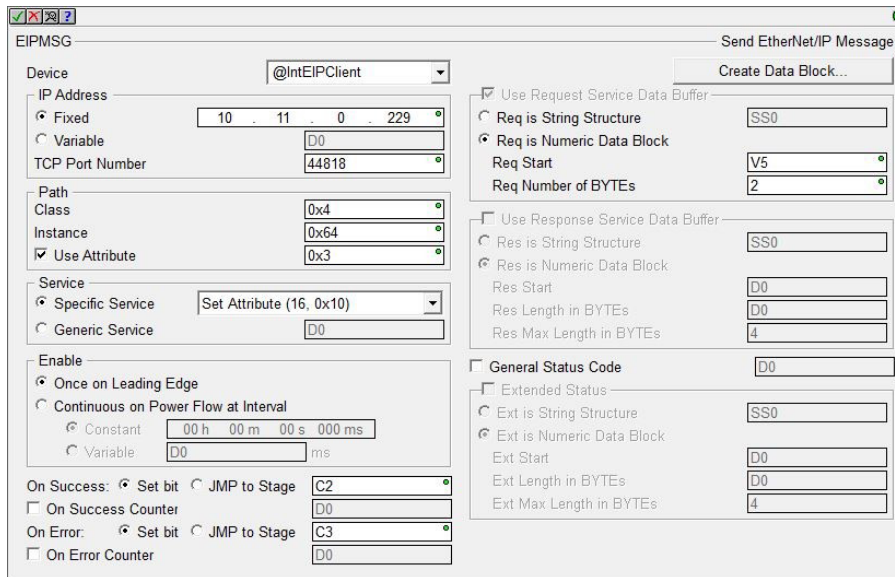 EIPMSG
Send EtherNet/IP Message
Device
@IntEIPClient
Create Data Block...
IP Address
Fixed
10 . 11 . 0 . 229
Variable
D0
TCP Port Number
44818
Path
Class
0x4
Instance
0x64
Use Attribute
0x3
Service
Specific Service
Set Attribute (16, 0x10)
Generic Service
D0
Enable
Once on Leading Edge
Continuous on Power Flow at Interval
Constant
00 h 00 m 00 s 000 ms
Variable
D0
ms
On Success: Set bit JMP to Stage
C2
On Success Counter
D0
On Error: Set bit JMP to Stage
C3
On Error Counter
D0
Use Request Service Data Buffer
Req is String Structure
SS0
Req is Numeric Data Block
Req Start
V5
Req Number of BYTEs
2
Use Response Service Data Buffer
Res is String Structure
SS0
Res is Numeric Data Block
Res Start
D0
Res Length in BYTEs
D0
Res Max Length in BYTEs
4
General Status Code
D0
Extended Status
Ext is String Structure
SS0
Ext is Numeric Data Block
Ext Start
D0
Ext Length in BYTEs
D0
Ext Max Length in BYTEs
4